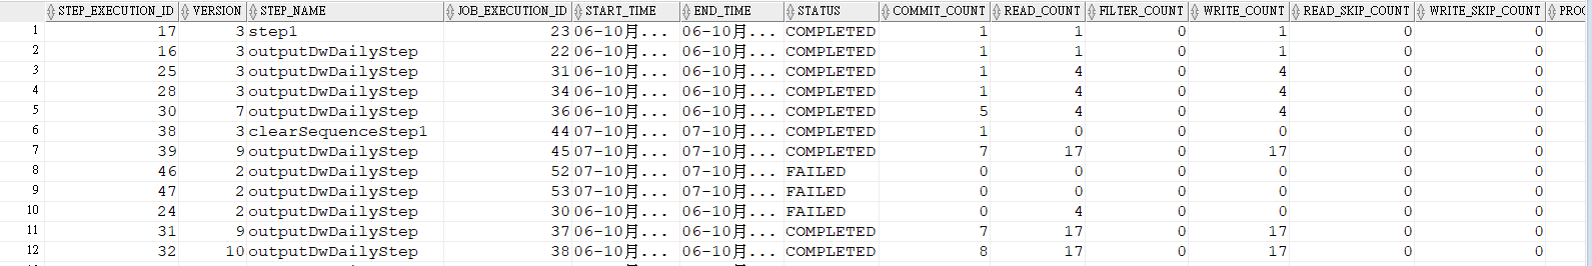 STEP_EXECUTION_ID VERSION STEP_NAME JOB_EXECUTION_ID START_TIME END_TIME STATUS COMMIT_COUNT READ_COUNT FILTER_COUNT WRITE_COUNT READ_SKIP_COUNT WRITE_SKIP_COUNT PROC
1 17 3 step1 23 06-10月... 06-10月... COMPLETED 1 1 0 1 0 0
2 16 3 outputDwDailyStep 22 06-10月... 06-10月... COMPLETED 1 1 0 1 0 0
3 25 3 outputDwDailyStep 31 06-10月... 06-10月... COMPLETED 1 4 0 4 0 0
4 28 3 outputDwDailyStep 34 06-10月... 06-10月... COMPLETED 1 4 0 4 0 0
5 30 7 outputDwDailyStep 36 06-10月... 06-10月... COMPLETED 5 4 0 4 0 0
6 38 3 clearSequenceStep1 44 07-10月... 07-10月... COMPLETED 1 0 0 0 0 0
7 39 9 outputDwDailyStep 45 07-10月... 07-10月... COMPLETED 7 17 0 17 0 0
8 46 2 outputDwDailyStep 52 07-10月... 07-10月... FAILED 0 0 0 0 0 0
9 47 2 outputDwDailyStep 53 07-10月... 07-10月... FAILED 0 0 0 0 0 0
10 24 2 outputDwDailyStep 30 06-10月... 06-10月... FAILED 0 4 0 0 0 0
11 31 9 outputDwDailyStep 37 06-10月... 06-10月... COMPLETED 7 17 0 17 0 0
12 32 10 outputDwDailyStep 38 06-10月... 06-10月... COMPLETED 8 17 0 17 0 0